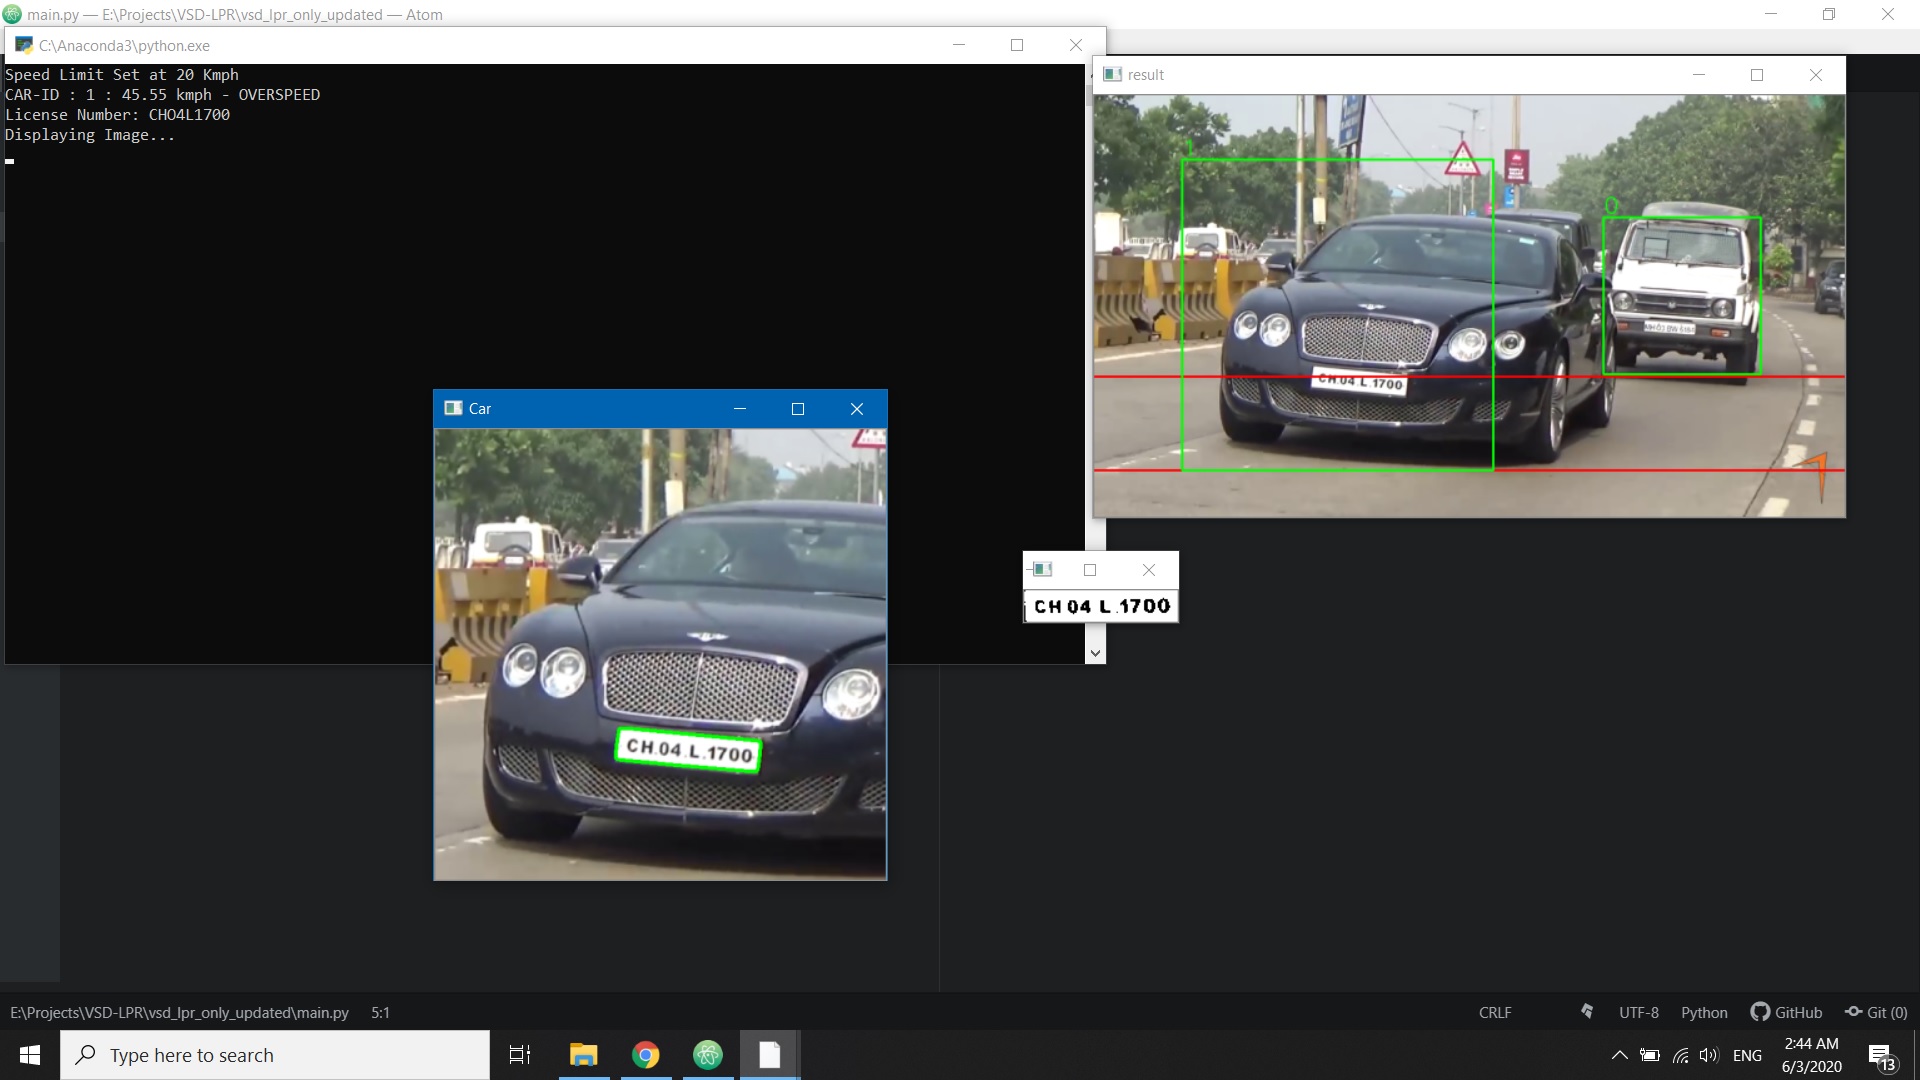 main.py — E:\Projects\VSD-LPR\vsd_lpr_only_updated — Atom
C:\Anaconda3\python.exe
Speed Limit Set at 20 Kmph
CAR-ID : 1 : 45.55 kmph - OVERSPEED
License Number: CHO4L1700
Displaying Image...
result
1
0
CH.04.L.1700
Car
CH.04.L.1700
CH 04 L.1700
E:\Projects\VSD-LPR\vsd_lpr_only_updated\main.py 5:1
CRLF UTF-8 Python GitHub Git (0)
Type here to search
ENG
2:44 AM
6/3/2020
13